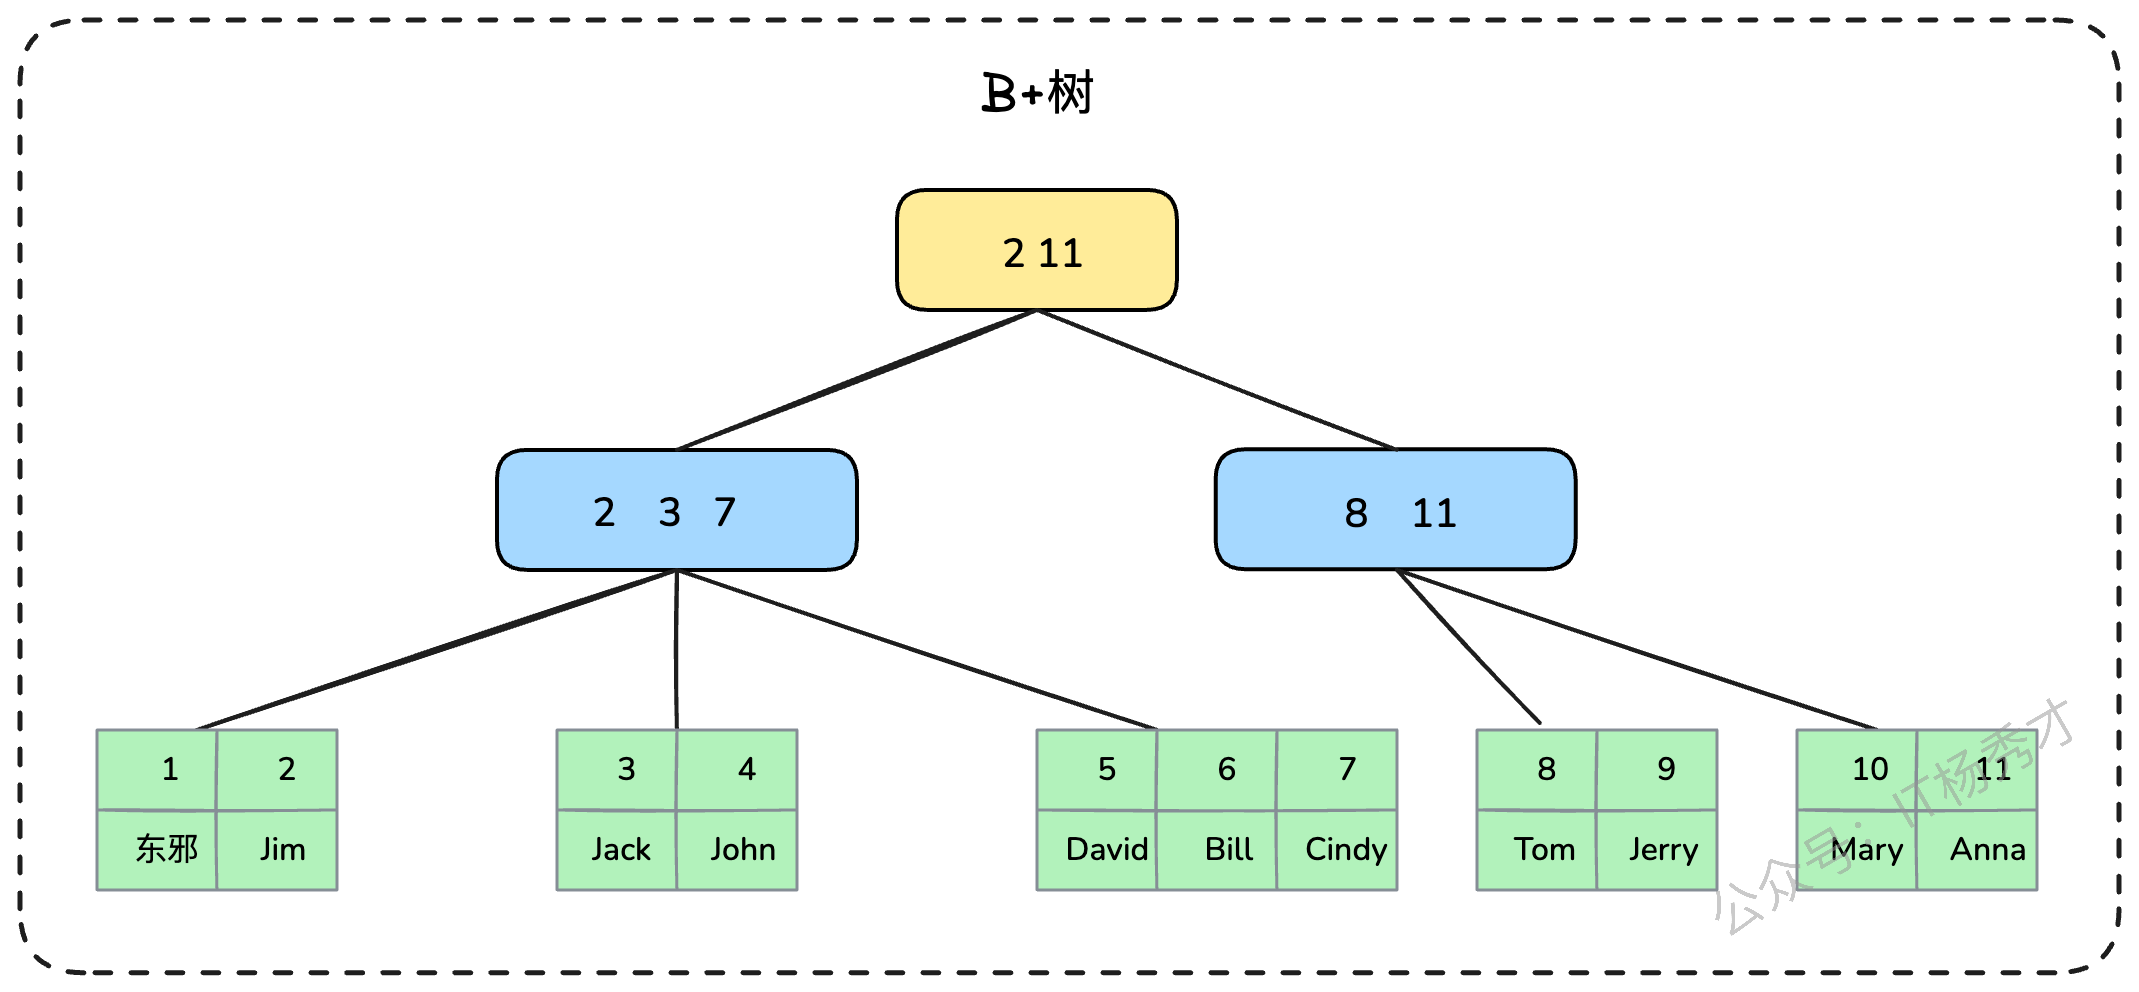 B+树
2 11
2 3 7
8 11
1 2 3 4 5 6 7 8 9 10 11
东邪 Jim Jack John David Bill Cindy Tom Jerry Mary Anna
公众号：IT杨秀才